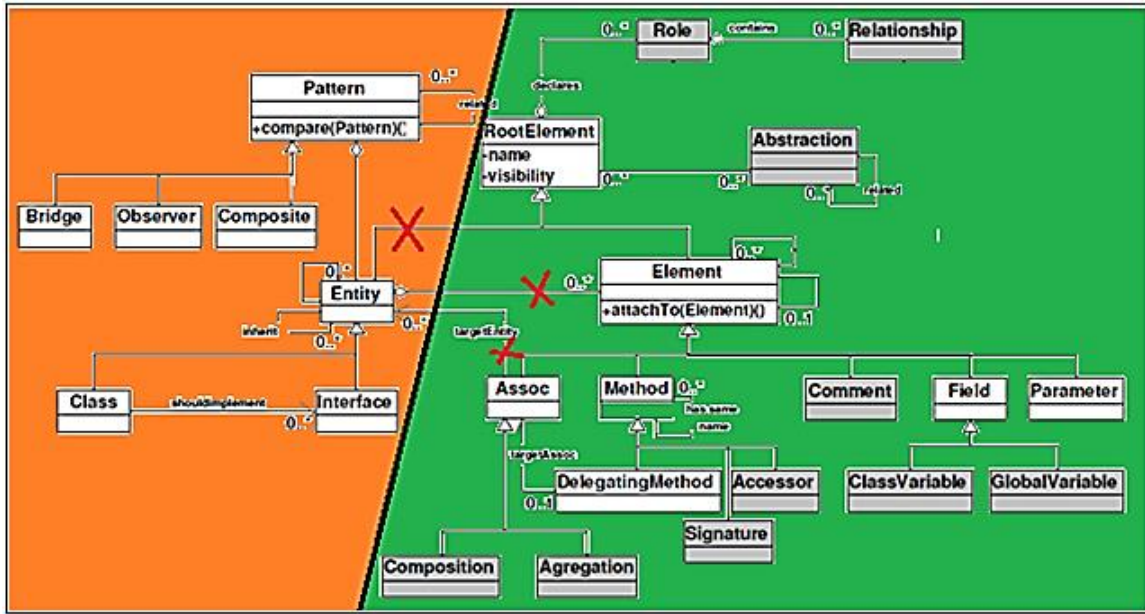 0..*
Role
contains
0..*
Relationship
Pattern
0..*
related
+compare(Pattern)()
declares
RootElement
-name
-visibility
Abstraction
0..*
0..*
related
0..*
Bridge
Observer
Composite
0..*
Entity
0..*
Element
0..*
+attachTo(Element)()
0..1
inherit
0..*
0..*
targetEntity
Class
shouldImplement
0..*
Interface
Assoc
Method
0..*
has same
name
Comment
Field
Parameter
targetAssoc
0..1
DelegatingMethod
Accessor
ClassVariable
GlobalVariable
Signature
Composition
Agregation